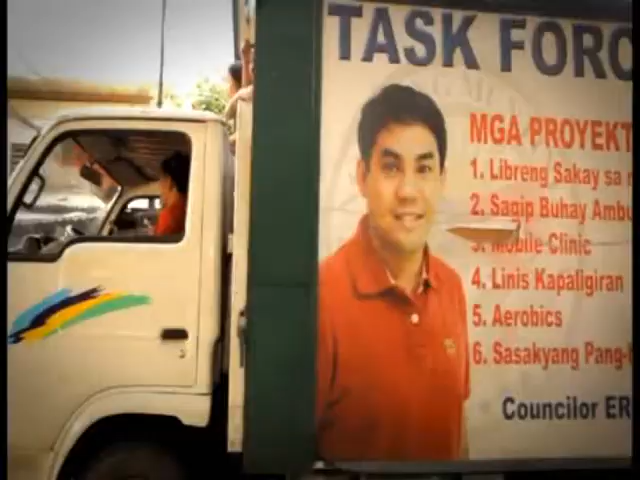 TASK FORC
MGA PROYEKT
1. Libreng Sakay sa
2. Sagip Buhay Ambu
3. Mobile Clinic
4. Linis Kapaligiran
5. Aerobics
6. Sasakyang Pang-
Councilor ER